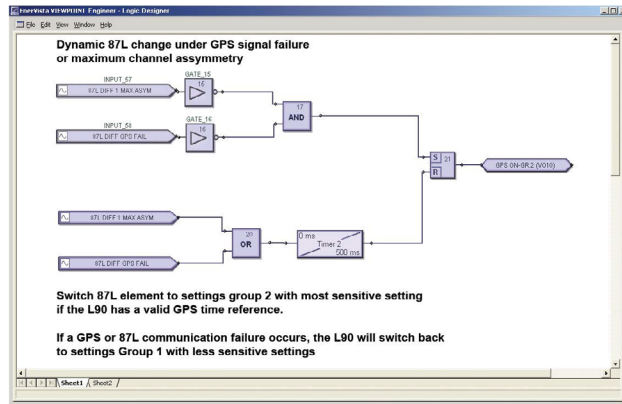 EnerVista VIEWPOINT Engineer - Logic Designer
File Edit View Window Help
Dynamic 87L change under GPS signal failure
or maximum channel assymmetry
INPUT_57
GATE_15
87L DIFF 1 MAX ASYM
15
17
AND
INPUT_58
GATE_16
87L DIFF GPS FAIL
16
S 21
R
GPS ON-GR.2 (VO10)
87L DIFF 1 MAX ASYM
20
OR
0 ms
Timer 2
500 ms
87L DIFF GPS FAIL
Switch 87L element to settings group 2 with most sensitive setting
if the L90 has a valid GPS time reference.
If a GPS or 87L communication failure occurs, the L90 will switch back
to settings Group 1 with less sensitive settings
Sheet1 Sheet2